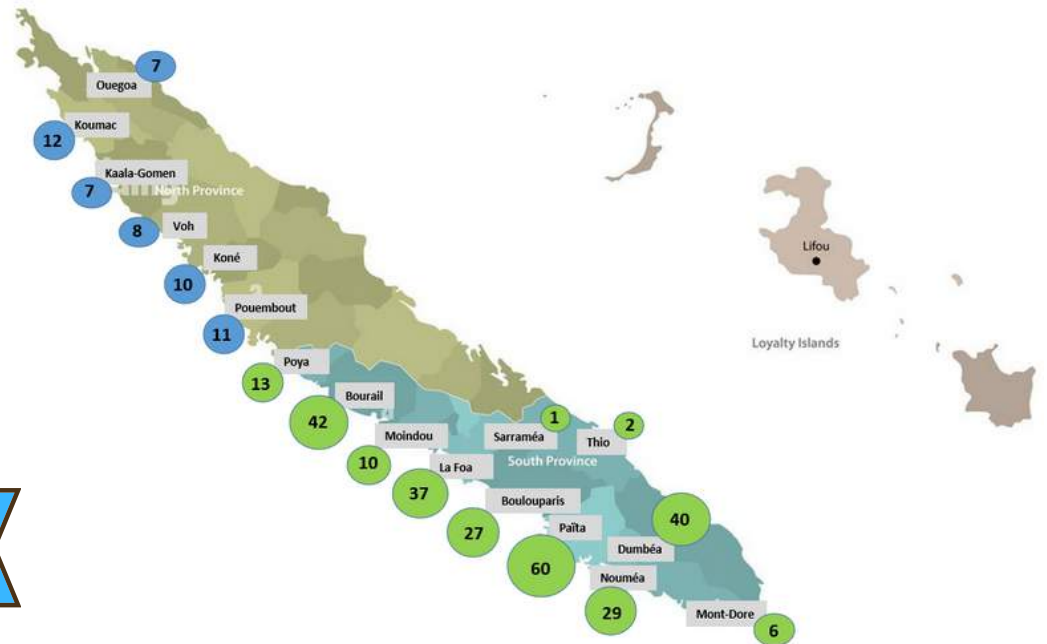 7
Ouegoa
Koumac
12
Kaala-Gomen
7
North Province
Voh
8
Koné
10
Pouembout
11
Poya
13
Bourail
42
Moindou
10
Sarraméa
1
Thio
2
La Foa
South Province
37
Boulouparis
27
Païta
40
60
Dumbéa
Nouméa
29
Mont-Dore
6
Lifou
Loyalty Islands